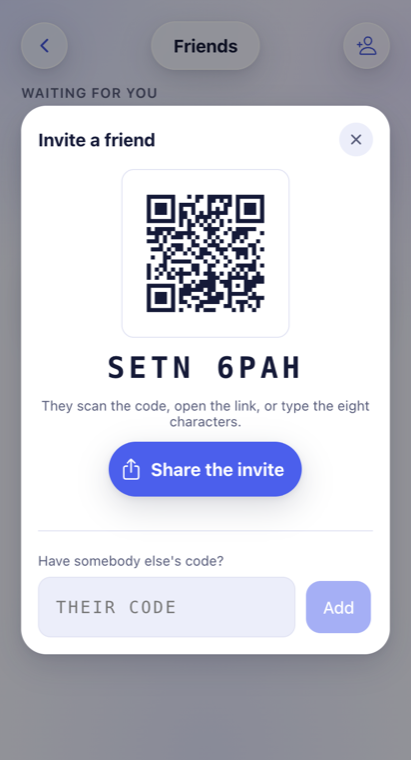 Friends
WAITING FOR YOU
Invite a friend
SETN 6PAH
They scan the code, open the link, or type the eight
characters.
Share the invite
Have somebody else's code?
THEIR CODE
Add